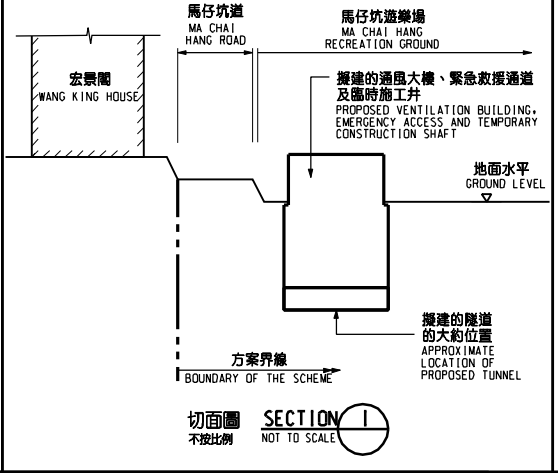 馬仔坑道
MA CHAI
HANG ROAD
馬仔坑遊樂場
MA CHAI HANG
RECREATION GROUND
宏景閣
WANG KING HOUSE
擬建的通風大樓、緊急救援通道
及臨時施工井
PROPOSED VENTILATION BUILDING,
EMERGENCY ACCESS AND TEMPORARY
CONSTRUCTION SHAFT
地面水平
GROUND LEVEL
擬建的隧道
的大約位置
APPROXIMATE
LOCATION OF
PROPOSED TUNNEL
方案界線
BOUNDARY OF THE SCHEME
切面圖 SECTION 1
不按比例 NOT TO SCALE